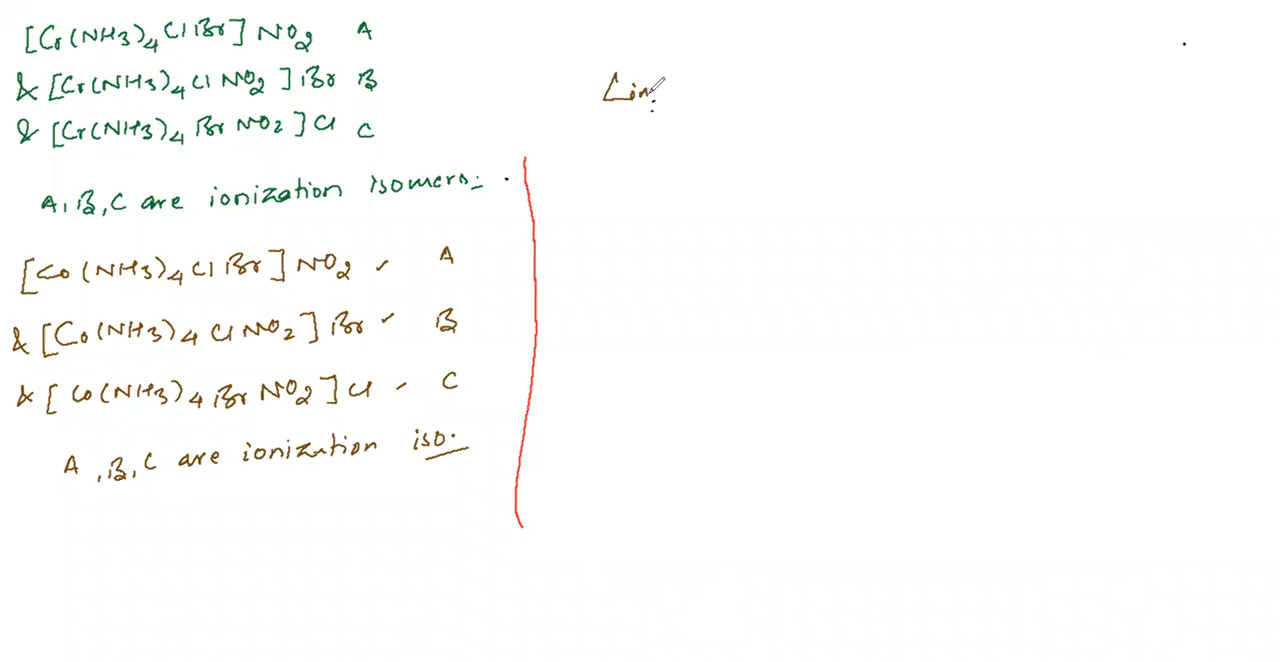 [Cr(NH3)4 Cl Br] NO2 A
& [Cr(NH3)4 Cl NO2] Br B
& [Cr(NH3)4 Br NO2] Cl C
A, B, C are ionization isomers.
[Co(NH3)4 Cl Br] NO2 A
& [Co(NH3)4 Cl NO2] Br B
& [Co(NH3)4 Br NO2] Cl C
A, B, C are ionization iso.
Lin